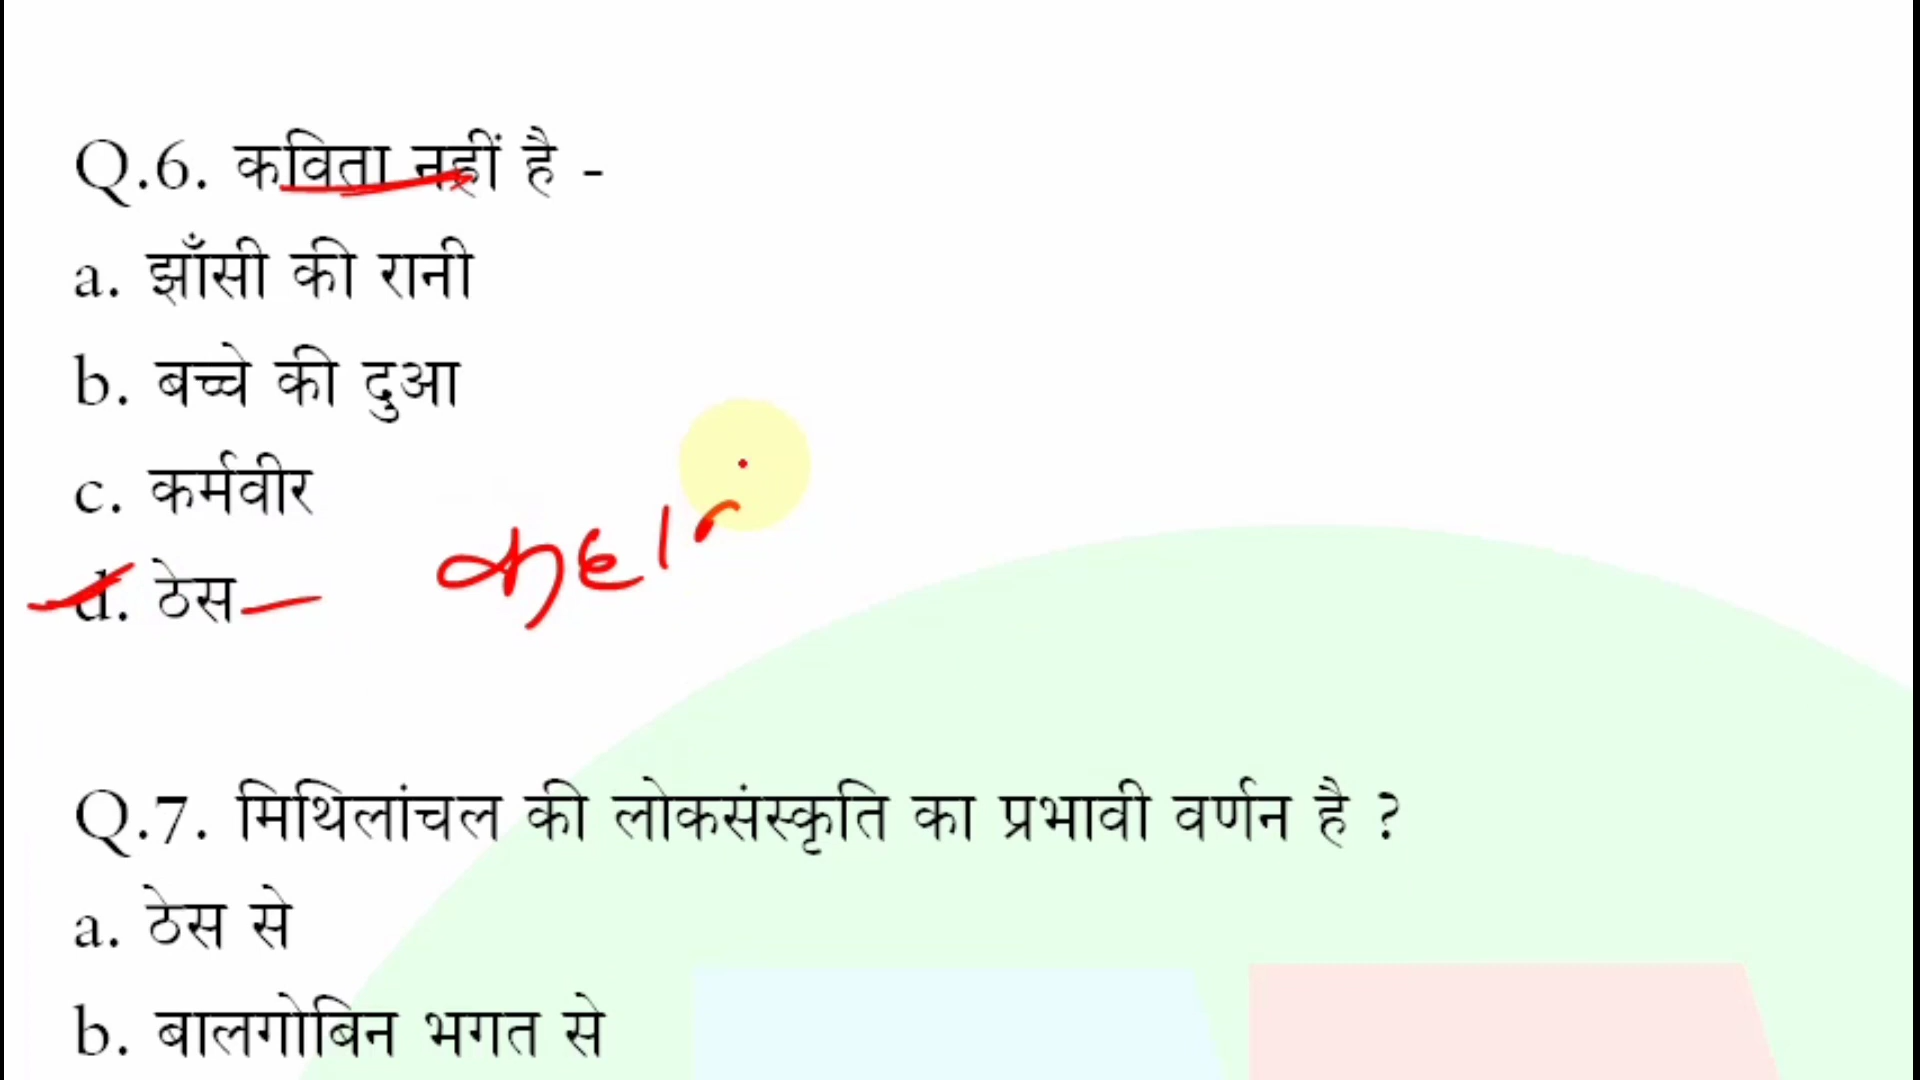 Q.6. कविता नहीं है -
a. झाँसी की रानी
b. बच्चे की दुआ
c. कर्मवीर
d. ठेस
Q.7. मिथिलांचल की लोकसंस्कृति का प्रभावी वर्णन है ?
a. ठेस से
b. बालगोबिन भगत से